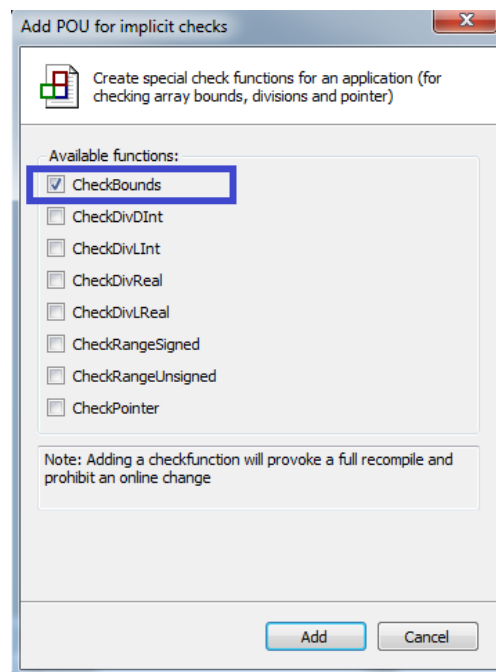 Add POU for implicit checks
Create special check functions for an application (for
checking array bounds, divisions and pointer)
Available functions:
CheckBounds
CheckDivDInt
CheckDivLInt
CheckDivReal
CheckDivLReal
CheckRangeSigned
CheckRangeUnsigned
CheckPointer
Note: Adding a checkfunction will provoke a full recompile and
prohibit an online change
Add
Cancel